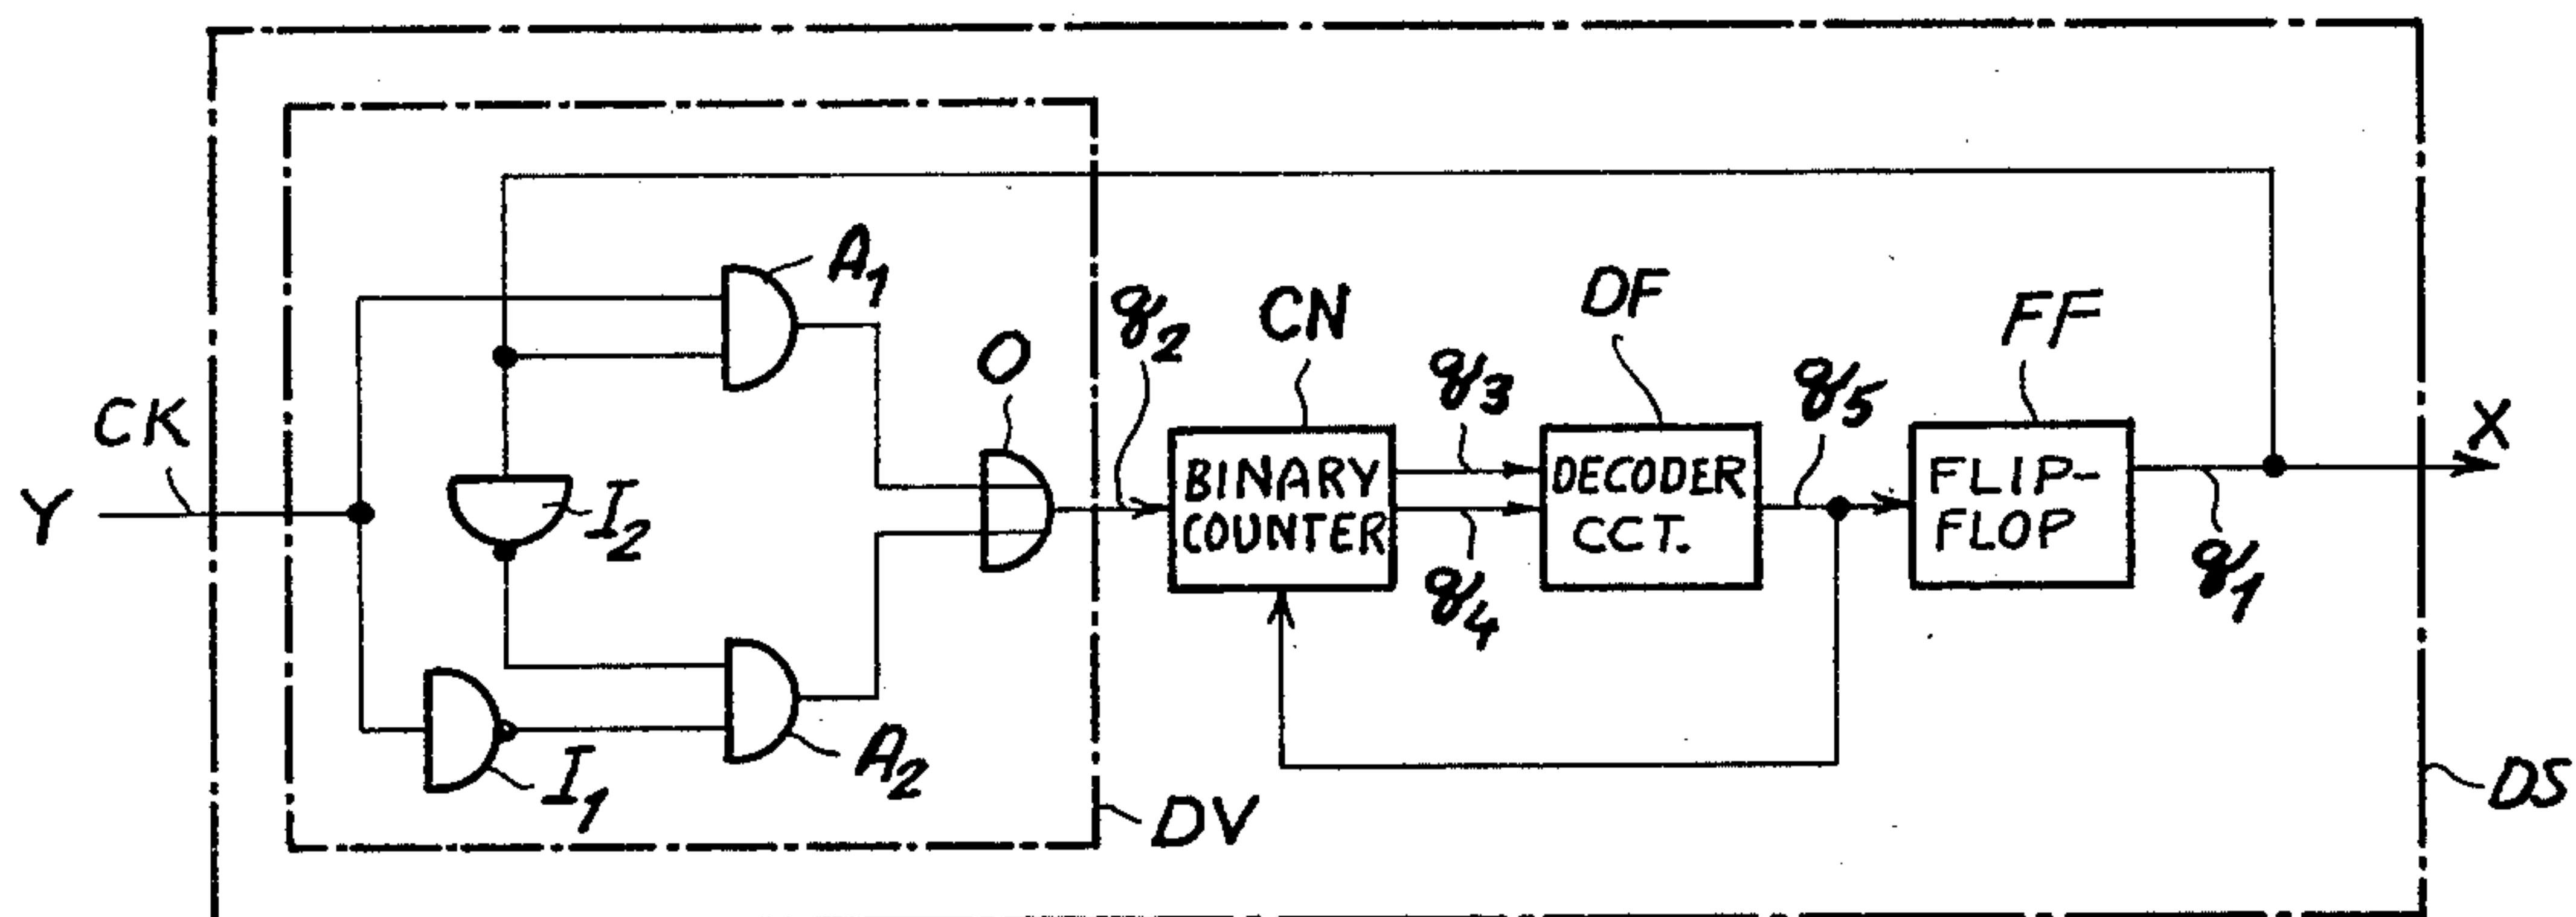 Y
CK
A₁
I₂
I₁
A₂
O
DV
q₂
CN
BINARY
COUNTER
q₃
q₄
DF
DECODER
CCT.
q₅
FF
FLIP-
FLOP
q₁
X
DS